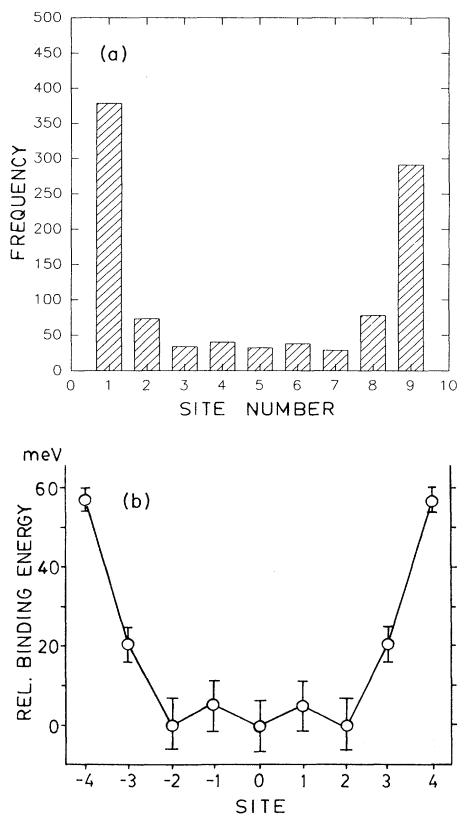 500
450
400
350
300
250
200
150
100
50
0
FREQUENCY
(a)
0 1 2 3 4 5 6 7 8 9 10
SITE NUMBER
meV
60
40
20
0
REL. BINDING ENERGY
(b)
-4 -3 -2 -1 0 1 2 3 4
SITE